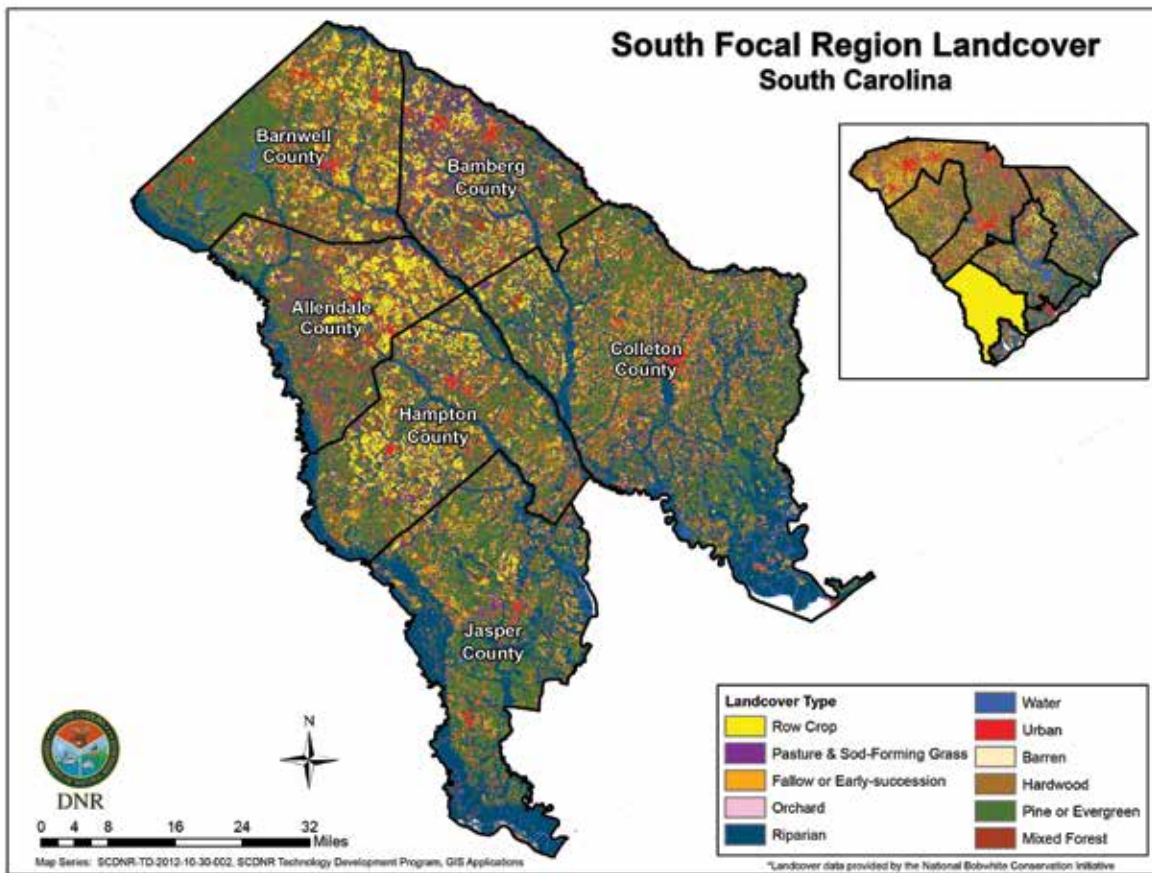 South Focal Region Landcover
South Carolina
Barnwell
County
Bamberg
County
Allendale
County
Colleton
County
Hampton
County
Jasper
County
N
DNR
0 4 8 16 24 32
Miles
Map Series: SCDNR-TD-2012-10-30-002, SCDNR Technology Development Program, GIS Applications
Landcover Type
Row Crop
Pasture & Sod-Forming Grass
Fallow or Early-succession
Orchard
Riparian
Water
Urban
Barren
Hardwood
Pine or Evergreen
Mixed Forest
*Landcover data provided by the National Bobwhite Conservation Initiative